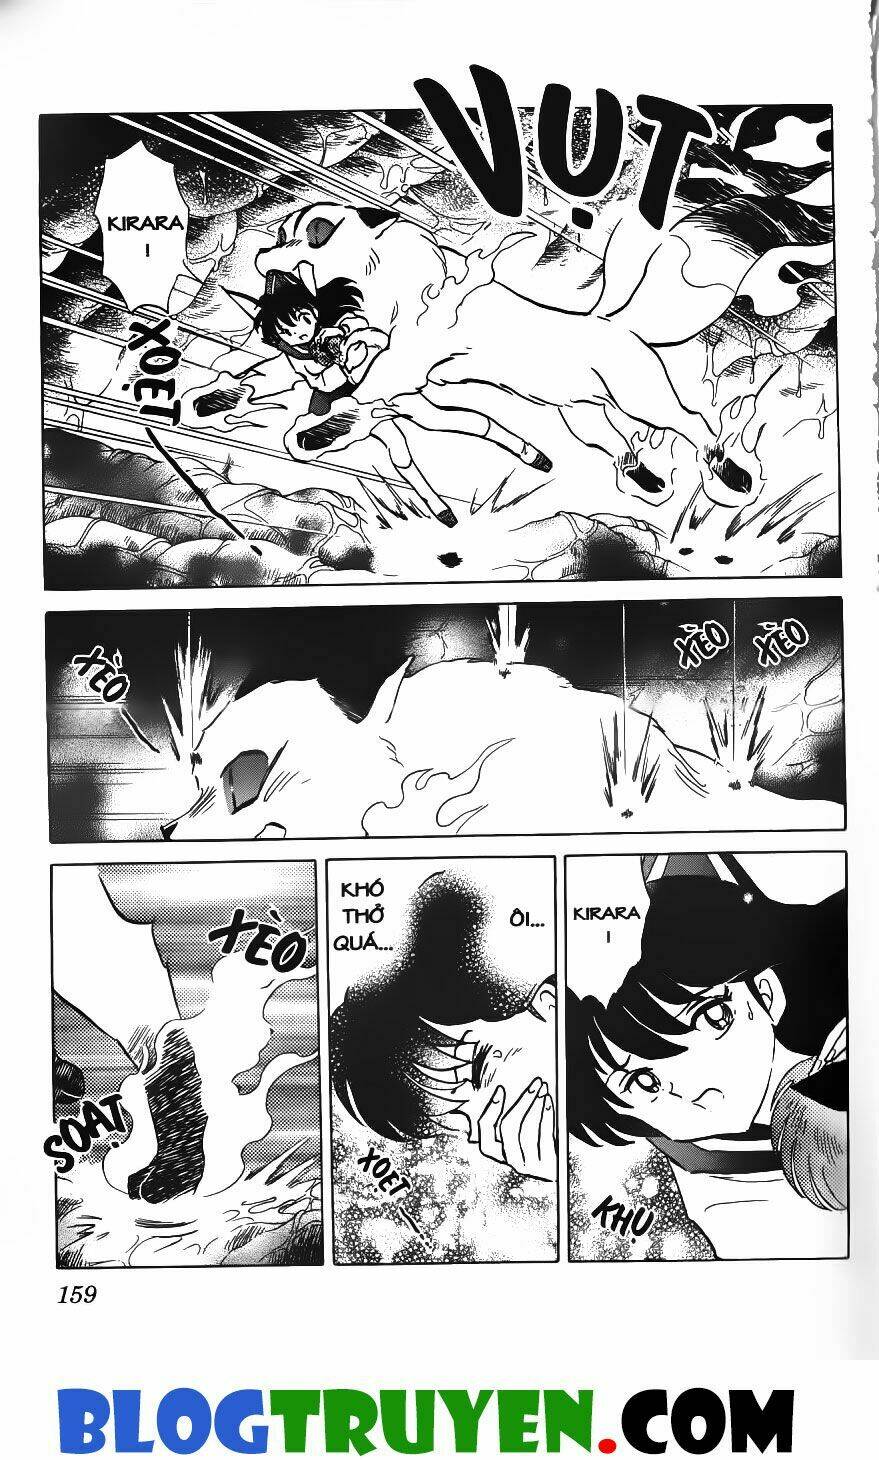 VỤT
KIRARA
!
XOẸT
XÈO
XÈO
XÈO
KIRARA
!
KHỤ
ÔI...
KHÓ
THỞ
QUÁ...
XOẸT
XÈO
SOẠT
159
BLOGTRUYEN.COM